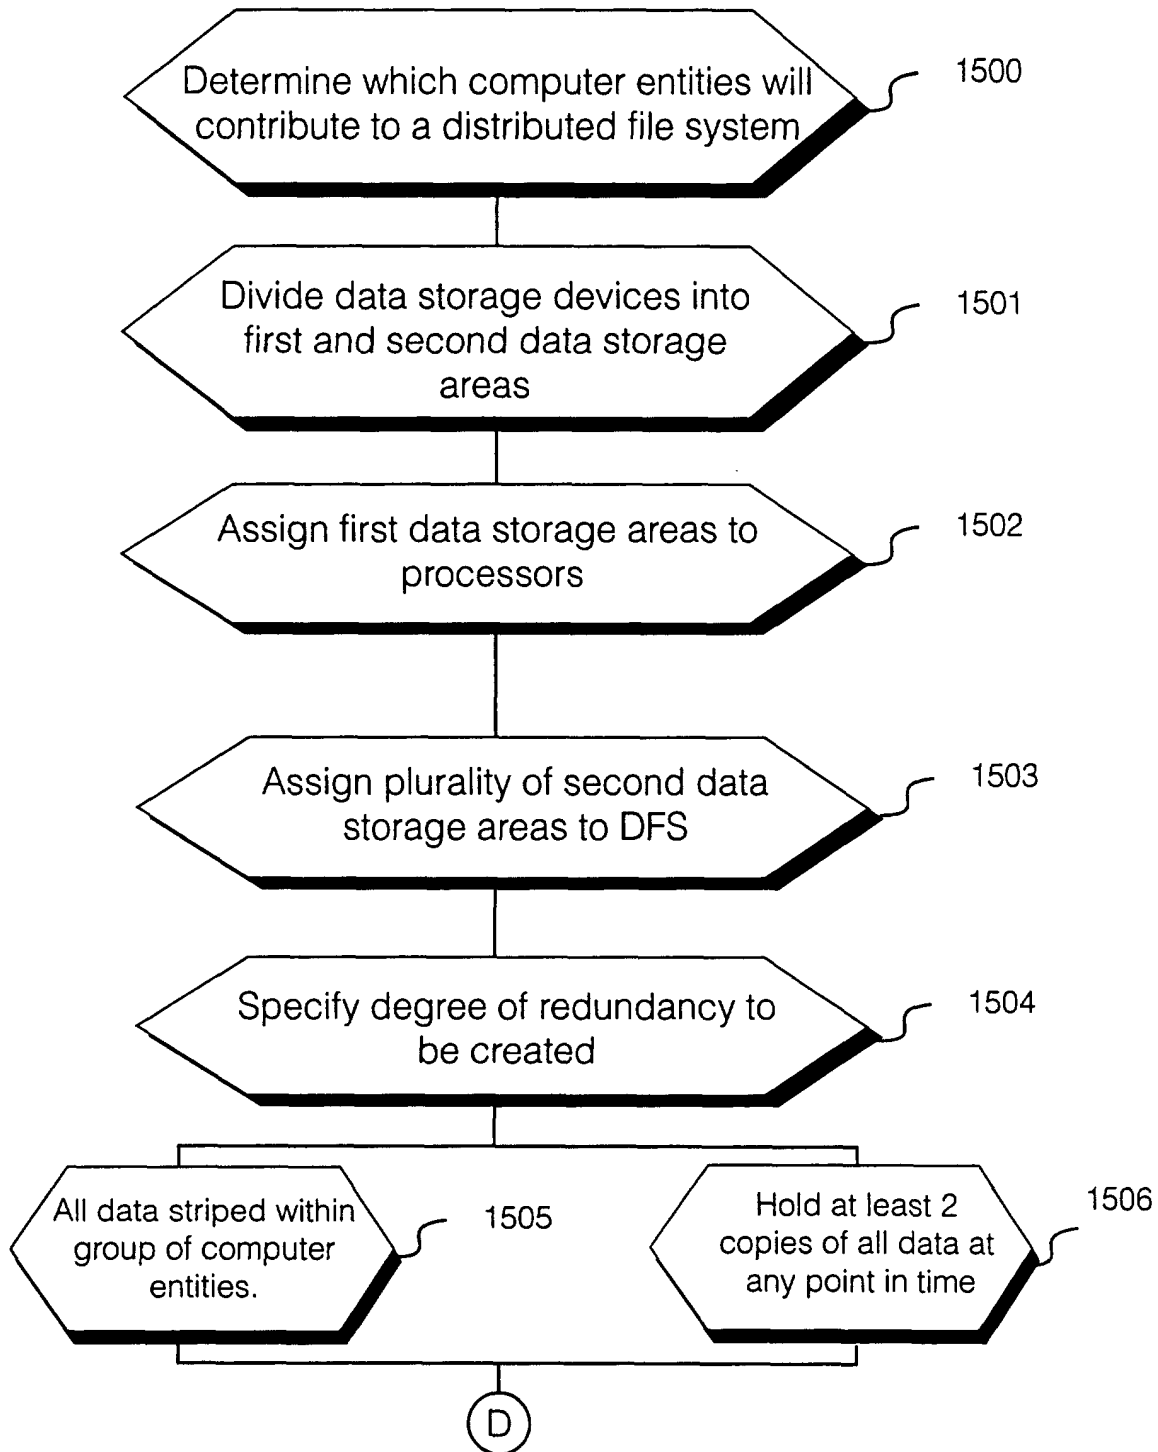 Determine which computer entities will
contribute to a distributed file system
1500
Divide data storage devices into
first and second data storage
areas
1501
Assign first data storage areas to
processors
1502
Assign plurality of second data
storage areas to DFS
1503
Specify degree of redundancy to
be created
1504
All data striped within
group of computer
entities.
1505
Hold at least 2
copies of all data at
any point in time
1506
D